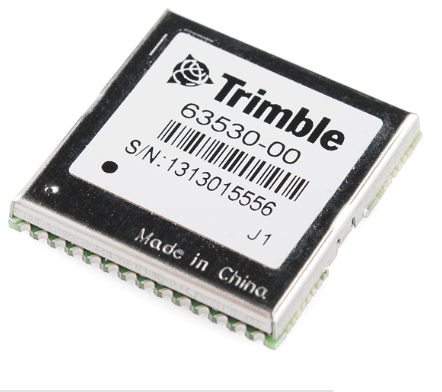 Trimble
63530-00
S/N:1313015556
J1
Made in China